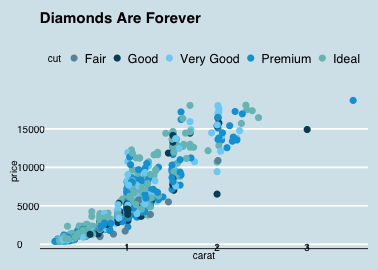 Diamonds Are Forever
cut Fair Good Very Good Premium Ideal
15000
10000
5000
0
price
1 2 3
carat